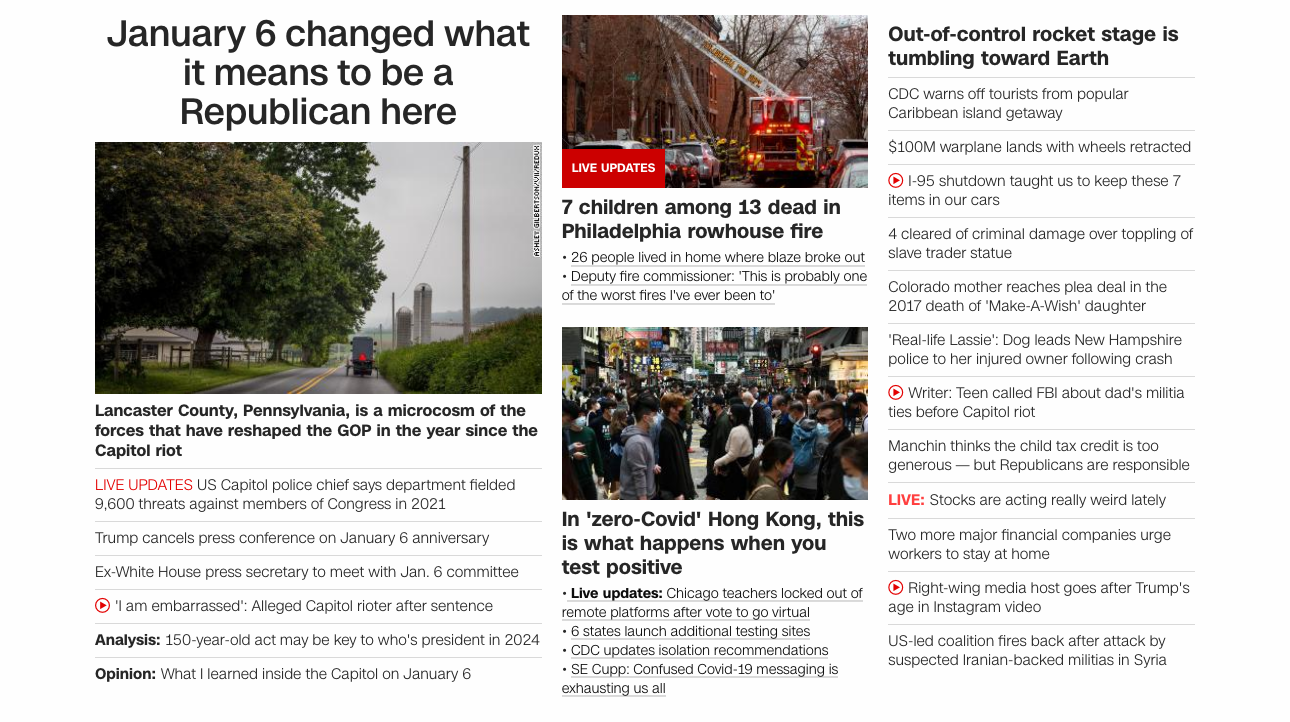 January 6 changed what
it means to be a
Republican here
ASHLEY GILBERTSON/VII/REDUX
Lancaster County, Pennsylvania, is a microcosm of the
forces that have reshaped the GOP in the year since the
Capitol riot
LIVE UPDATES US Capitol police chief says department fielded
9,600 threats against members of Congress in 2021
Trump cancels press conference on January 6 anniversary
Ex-White House press secretary to meet with Jan. 6 committee
'I am embarrassed': Alleged Capitol rioter after sentence
Analysis: 150-year-old act may be key to who's president in 2024
Opinion: What I learned inside the Capitol on January 6
LIVE UPDATES
7 children among 13 dead in
Philadelphia rowhouse fire
• 26 people lived in home where blaze broke out
• Deputy fire commissioner: 'This is probably one
of the worst fires I've ever been to'
In 'zero-Covid' Hong Kong, this
is what happens when you
test positive
• Live updates: Chicago teachers locked out of
remote platforms after vote to go virtual
• 6 states launch additional testing sites
• CDC updates isolation recommendations
• SE Cupp: Confused Covid-19 messaging is
exhausting us all
Out-of-control rocket stage is
tumbling toward Earth
CDC warns off tourists from popular
Caribbean island getaway
$100M warplane lands with wheels retracted
I-95 shutdown taught us to keep these 7
items in our cars
4 cleared of criminal damage over toppling of
slave trader statue
Colorado mother reaches plea deal in the
2017 death of 'Make-A-Wish' daughter
'Real-life Lassie': Dog leads New Hampshire
police to her injured owner following crash
Writer: Teen called FBI about dad's militia
ties before Capitol riot
Manchin thinks the child tax credit is too
generous — but Republicans are responsible
LIVE: Stocks are acting really weird lately
Two more major financial companies urge
workers to stay at home
Right-wing media host goes after Trump's
age in Instagram video
US-led coalition fires back after attack by
suspected Iranian-backed militias in Syria